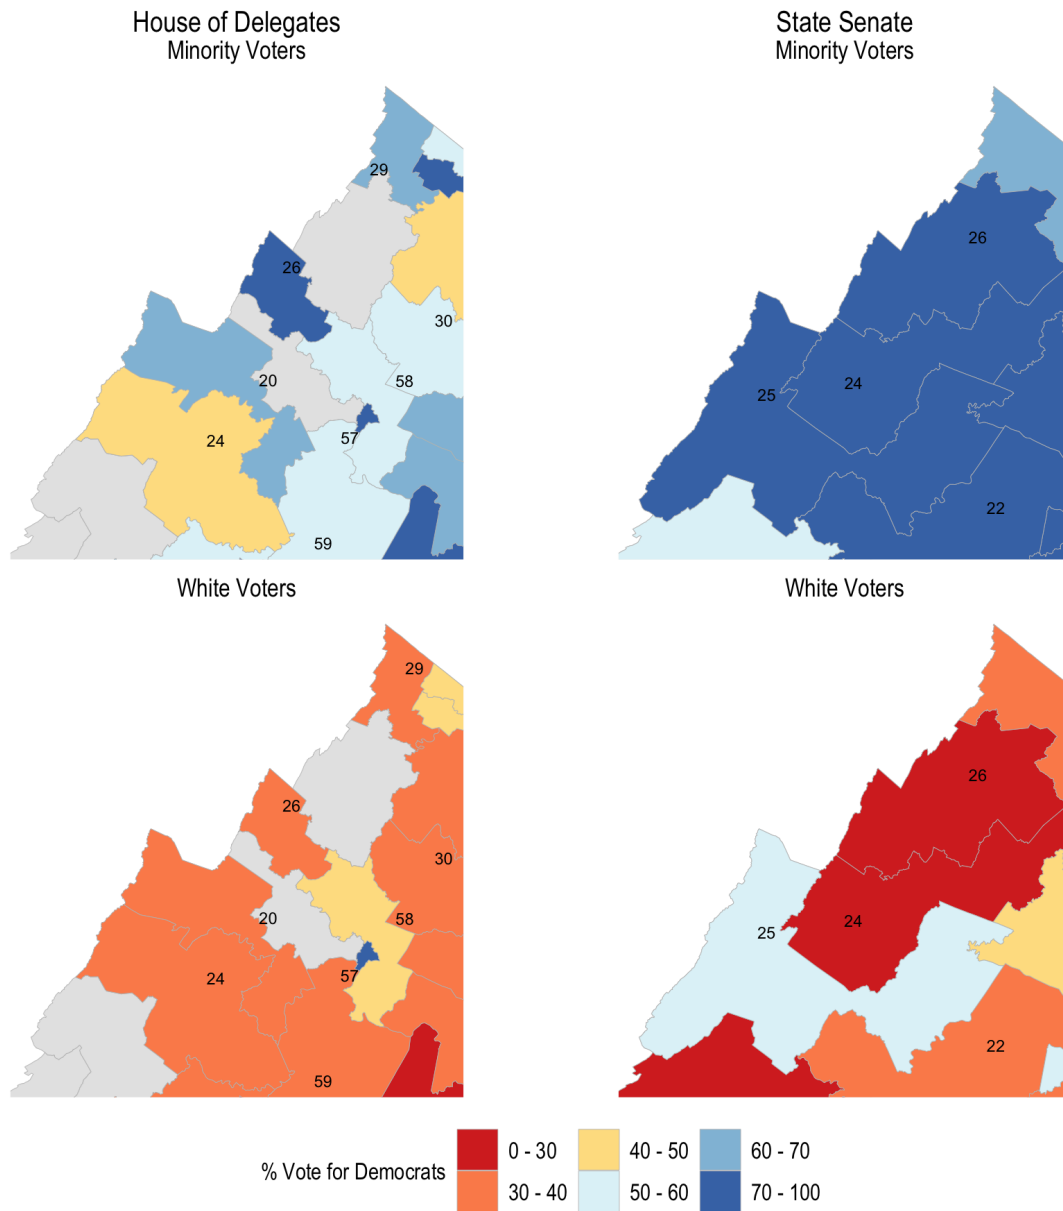 House of Delegates
Minority Voters
29
26
30
20
58
24
57
59
State Senate
Minority Voters
26
25
24
22
White Voters
29
26
30
20
58
24
57
59
White Voters
26
25
24
22
% Vote for Democrats
0 - 30
40 - 50
60 - 70
30 - 40
50 - 60
70 - 100